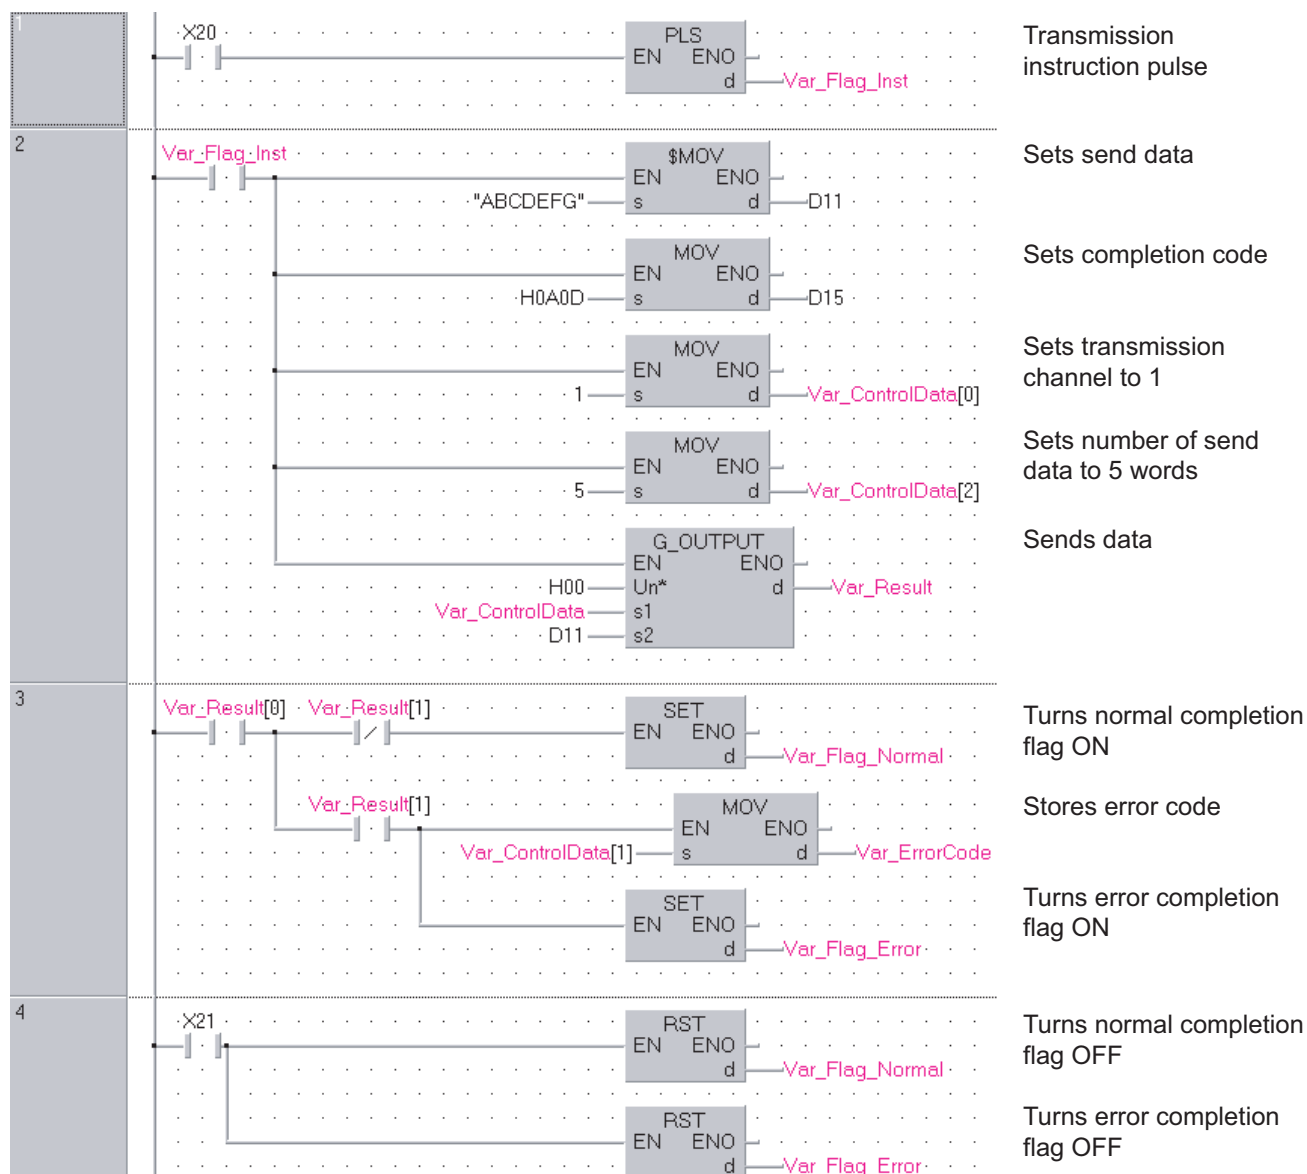 1
X20
PLS
EN ENO
d Var_Flag_Inst
Transmission
instruction pulse
2
Var_Flag_Inst
$MOV
EN ENO
"ABCDEFG" s d D11
Sets send data
MOV
EN ENO
H0A0D s d D15
Sets completion code
MOV
EN ENO
1 s d Var_ControlData[0]
Sets transmission
channel to 1
MOV
EN ENO
5 s d Var_ControlData[2]
Sets number of send
data to 5 words
G_OUTPUT
EN ENO
H00 Un* d Var_Result
Var_ControlData s1
D11 s2
Sends data
3
Var_Result[0] Var_Result[1]
SET
EN ENO
d Var_Flag_Normal
Turns normal completion
flag ON
Var_Result[1]
MOV
EN ENO
Var_ControlData[1] s d Var_ErrorCode
Stores error code
SET
EN ENO
d Var_Flag_Error
Turns error completion
flag ON
4
X21
RST
EN ENO
d Var_Flag_Normal
Turns normal completion
flag OFF
RST
EN ENO
d Var_Flag_Error
Turns error completion
flag OFF